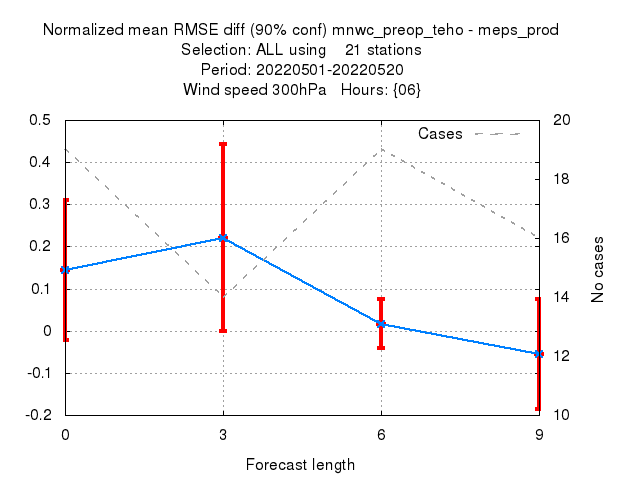 Normalized mean RMSE diff (90% conf) mnwc_preop_teho - meps_prod
Selection: ALL using 21 stations
Period: 20220501-20220520
Wind speed 300hPa Hours: {06}
Cases
0.5
0.4
0.3
0.2
0.1
0
-0.1
-0.2
20
18
16
14
12
10
No cases
0 3 6 9
Forecast length